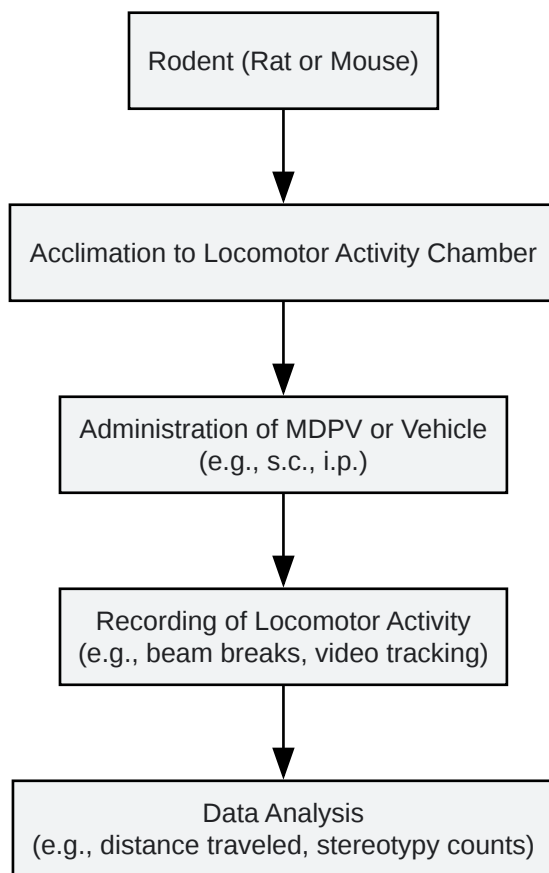 Rodent (Rat or Mouse)
Acclimation to Locomotor Activity Chamber
Administration of MDPV or Vehicle
(e.g., s.c., i.p.)
Recording of Locomotor Activity
(e.g., beam breaks, video tracking)
Data Analysis
(e.g., distance traveled, stereotypy counts)